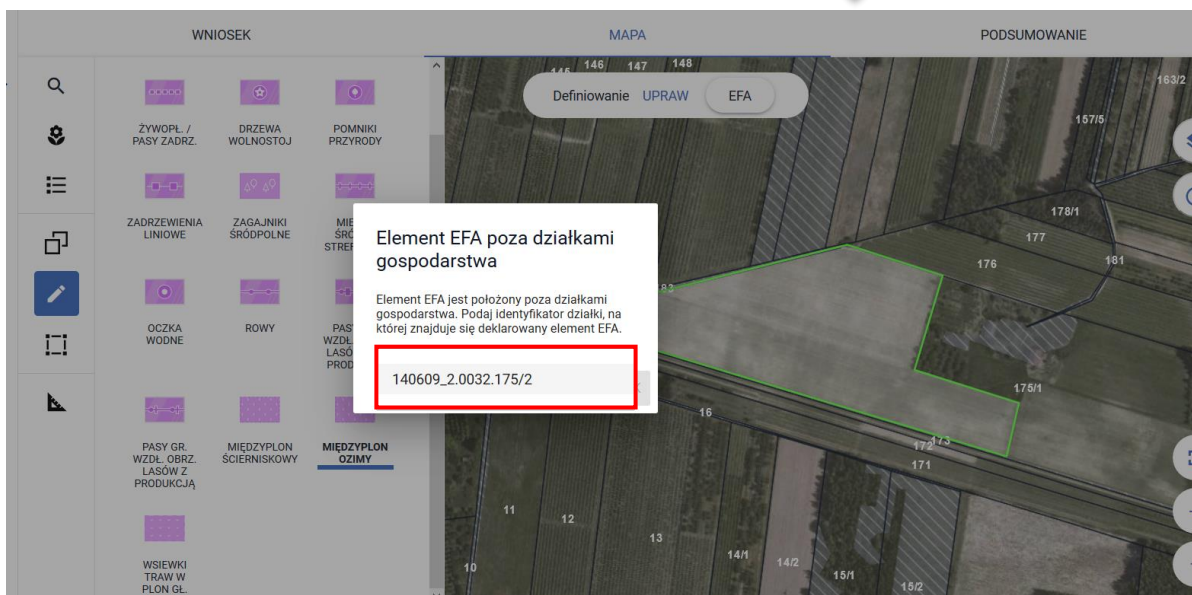 WNIOSEK
MAPA
PODSUMOWANIE
ŻYWOPŁ. /
PASY ZADRZ.
DRZEWA
WOLNOSTOJ
POMNIKI
PRZYRODY
ZADRZEWIENIA
LINIOWE
ZAGAJNIKI
ŚRÓDPOLNE
OCZKA
WODNE
ROWY
PASY GR.
WZDŁ. OBRZ.
LASÓW Z
PRODUKCJĄ
MIĘDZYPLON
ŚCIERNISKOWY
MIĘDZYPLON
OZIMY
WSIEWKI
TRAW W
PLON GŁ.
Definiowanie UPRAW EFA
Element EFA poza działkami
gospodarstwa
Element EFA jest położony poza działkami
gospodarstwa. Podaj identyfikator działki, na
której znajduje się deklarowany element EFA.
140609_2.0032.175/2
146
147
148
163/2
157/5
178/1
177
176
181
175/1
16
172
173
171
11
12
13
10
14/1
14/2
15/1
15/2